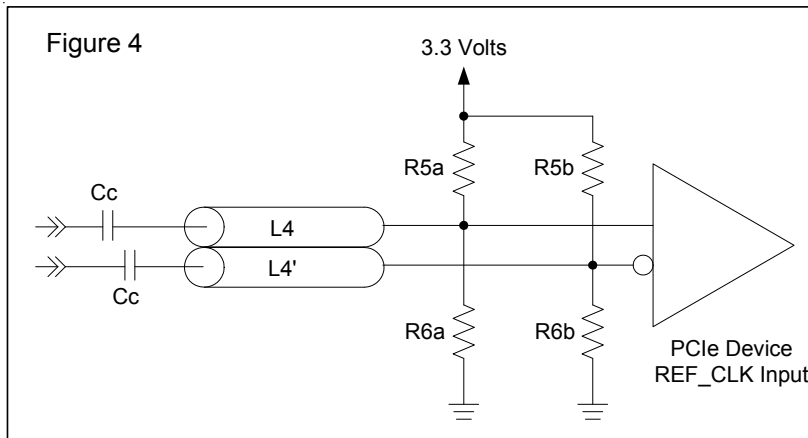 Figure 4
3.3 Volts
R5a
R5b
Cc
L4
L4'
Cc
R6a
R6b
PCIe Device
REF_CLK Input